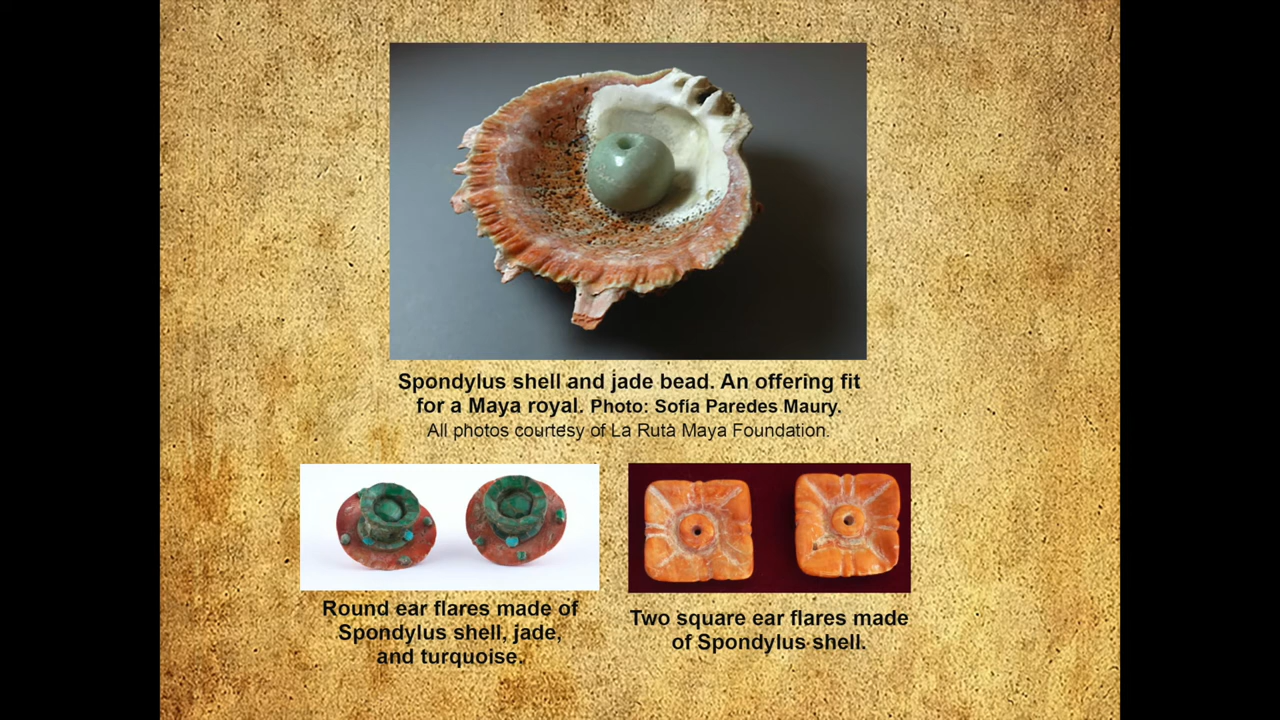 Spondylus shell and jade bead. An offering fit
for a Maya royal. Photo: Sofía Paredes Maury.
All photos courtesy of La Ruta Maya Foundation.
Round ear flares made of
Spondylus shell, jade,
and turquoise.
Two square ear flares made
of Spondylus shell.